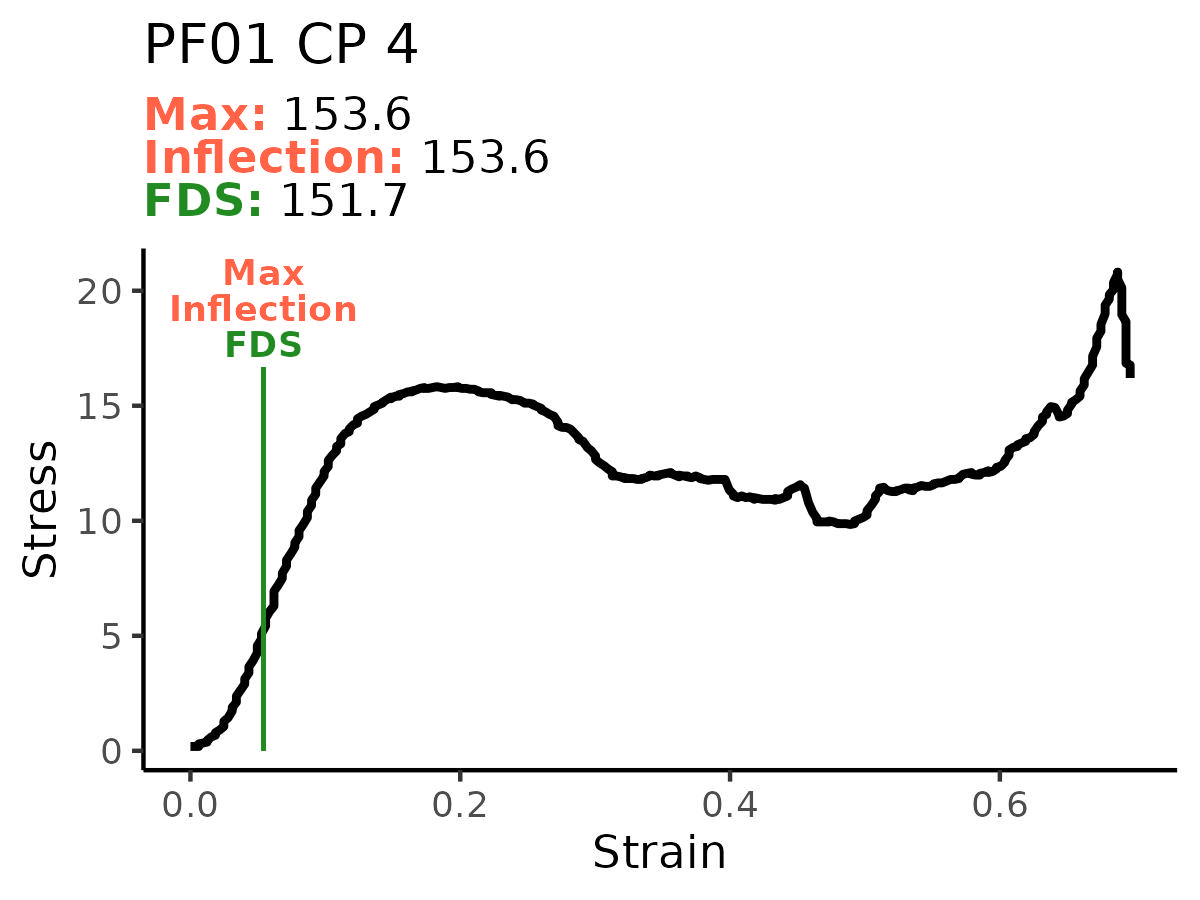 PF01 CP 4
Max: 153.6
Inflection: 153.6
FDS: 151.7
Max
Inflection
FDS
20
15
10
5
0
Stress
0.0 0.2 0.4 0.6
Strain